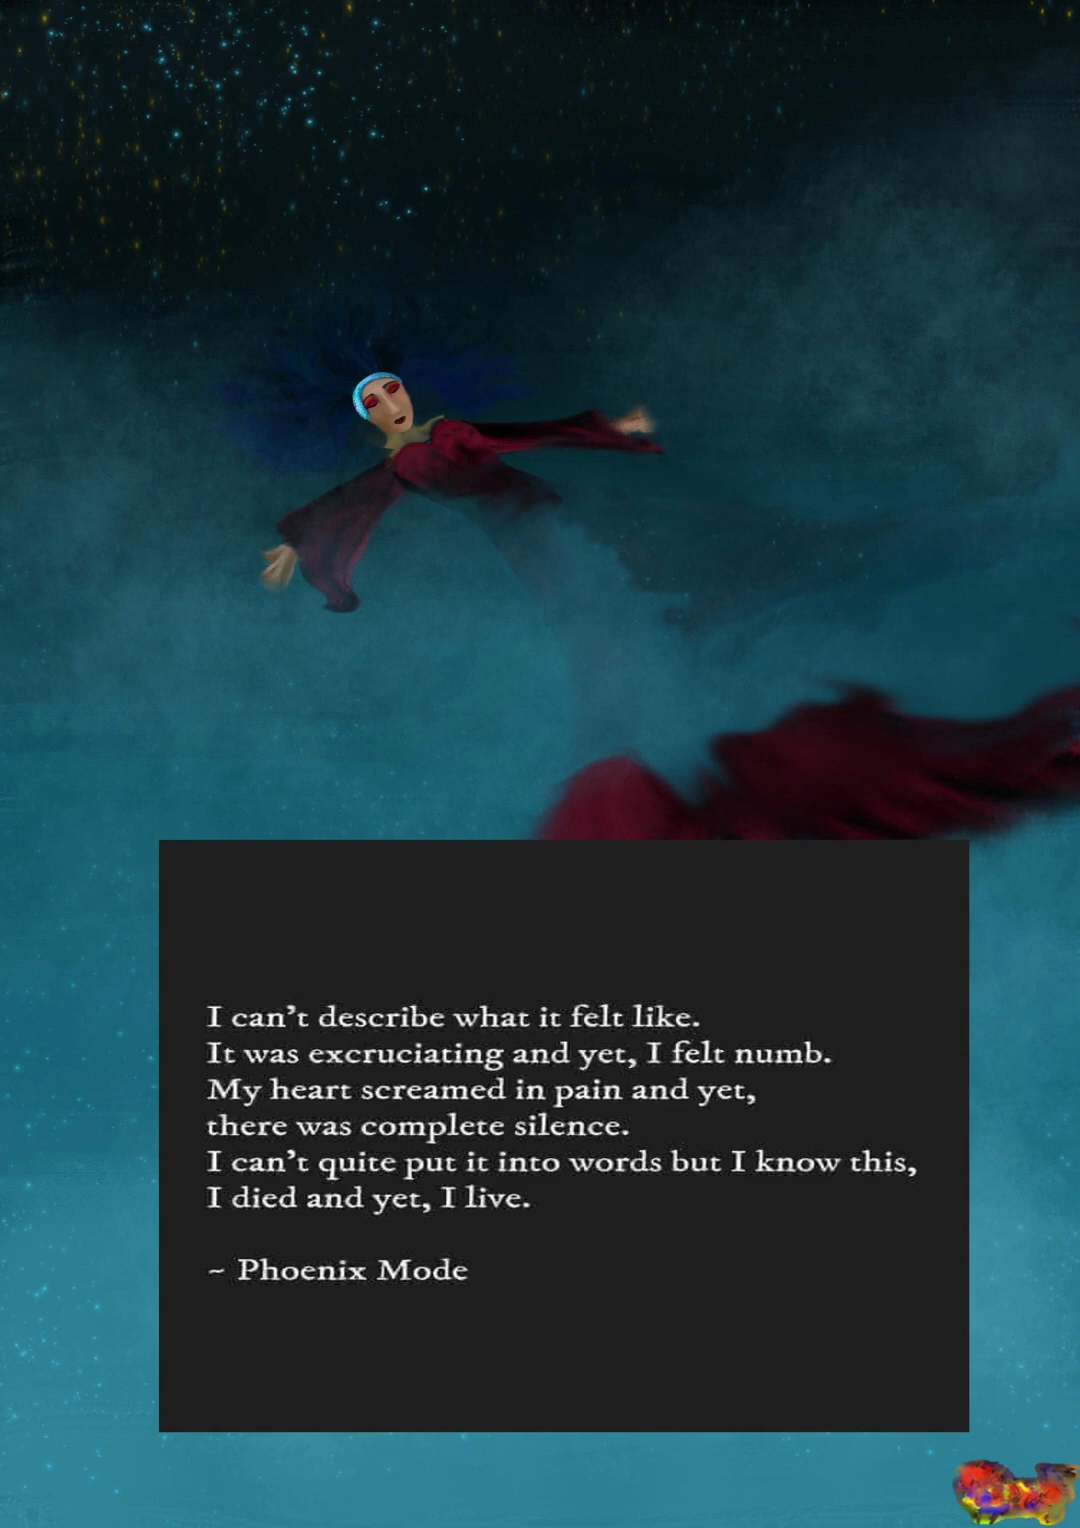 I can't describe what it felt like.
It was excruciating and yet, I felt numb.
My heart screamed in pain and yet,
there was complete silence.
I can't quite put it into words but I know this,
I died and yet, I live.
~ Phoenix Mode